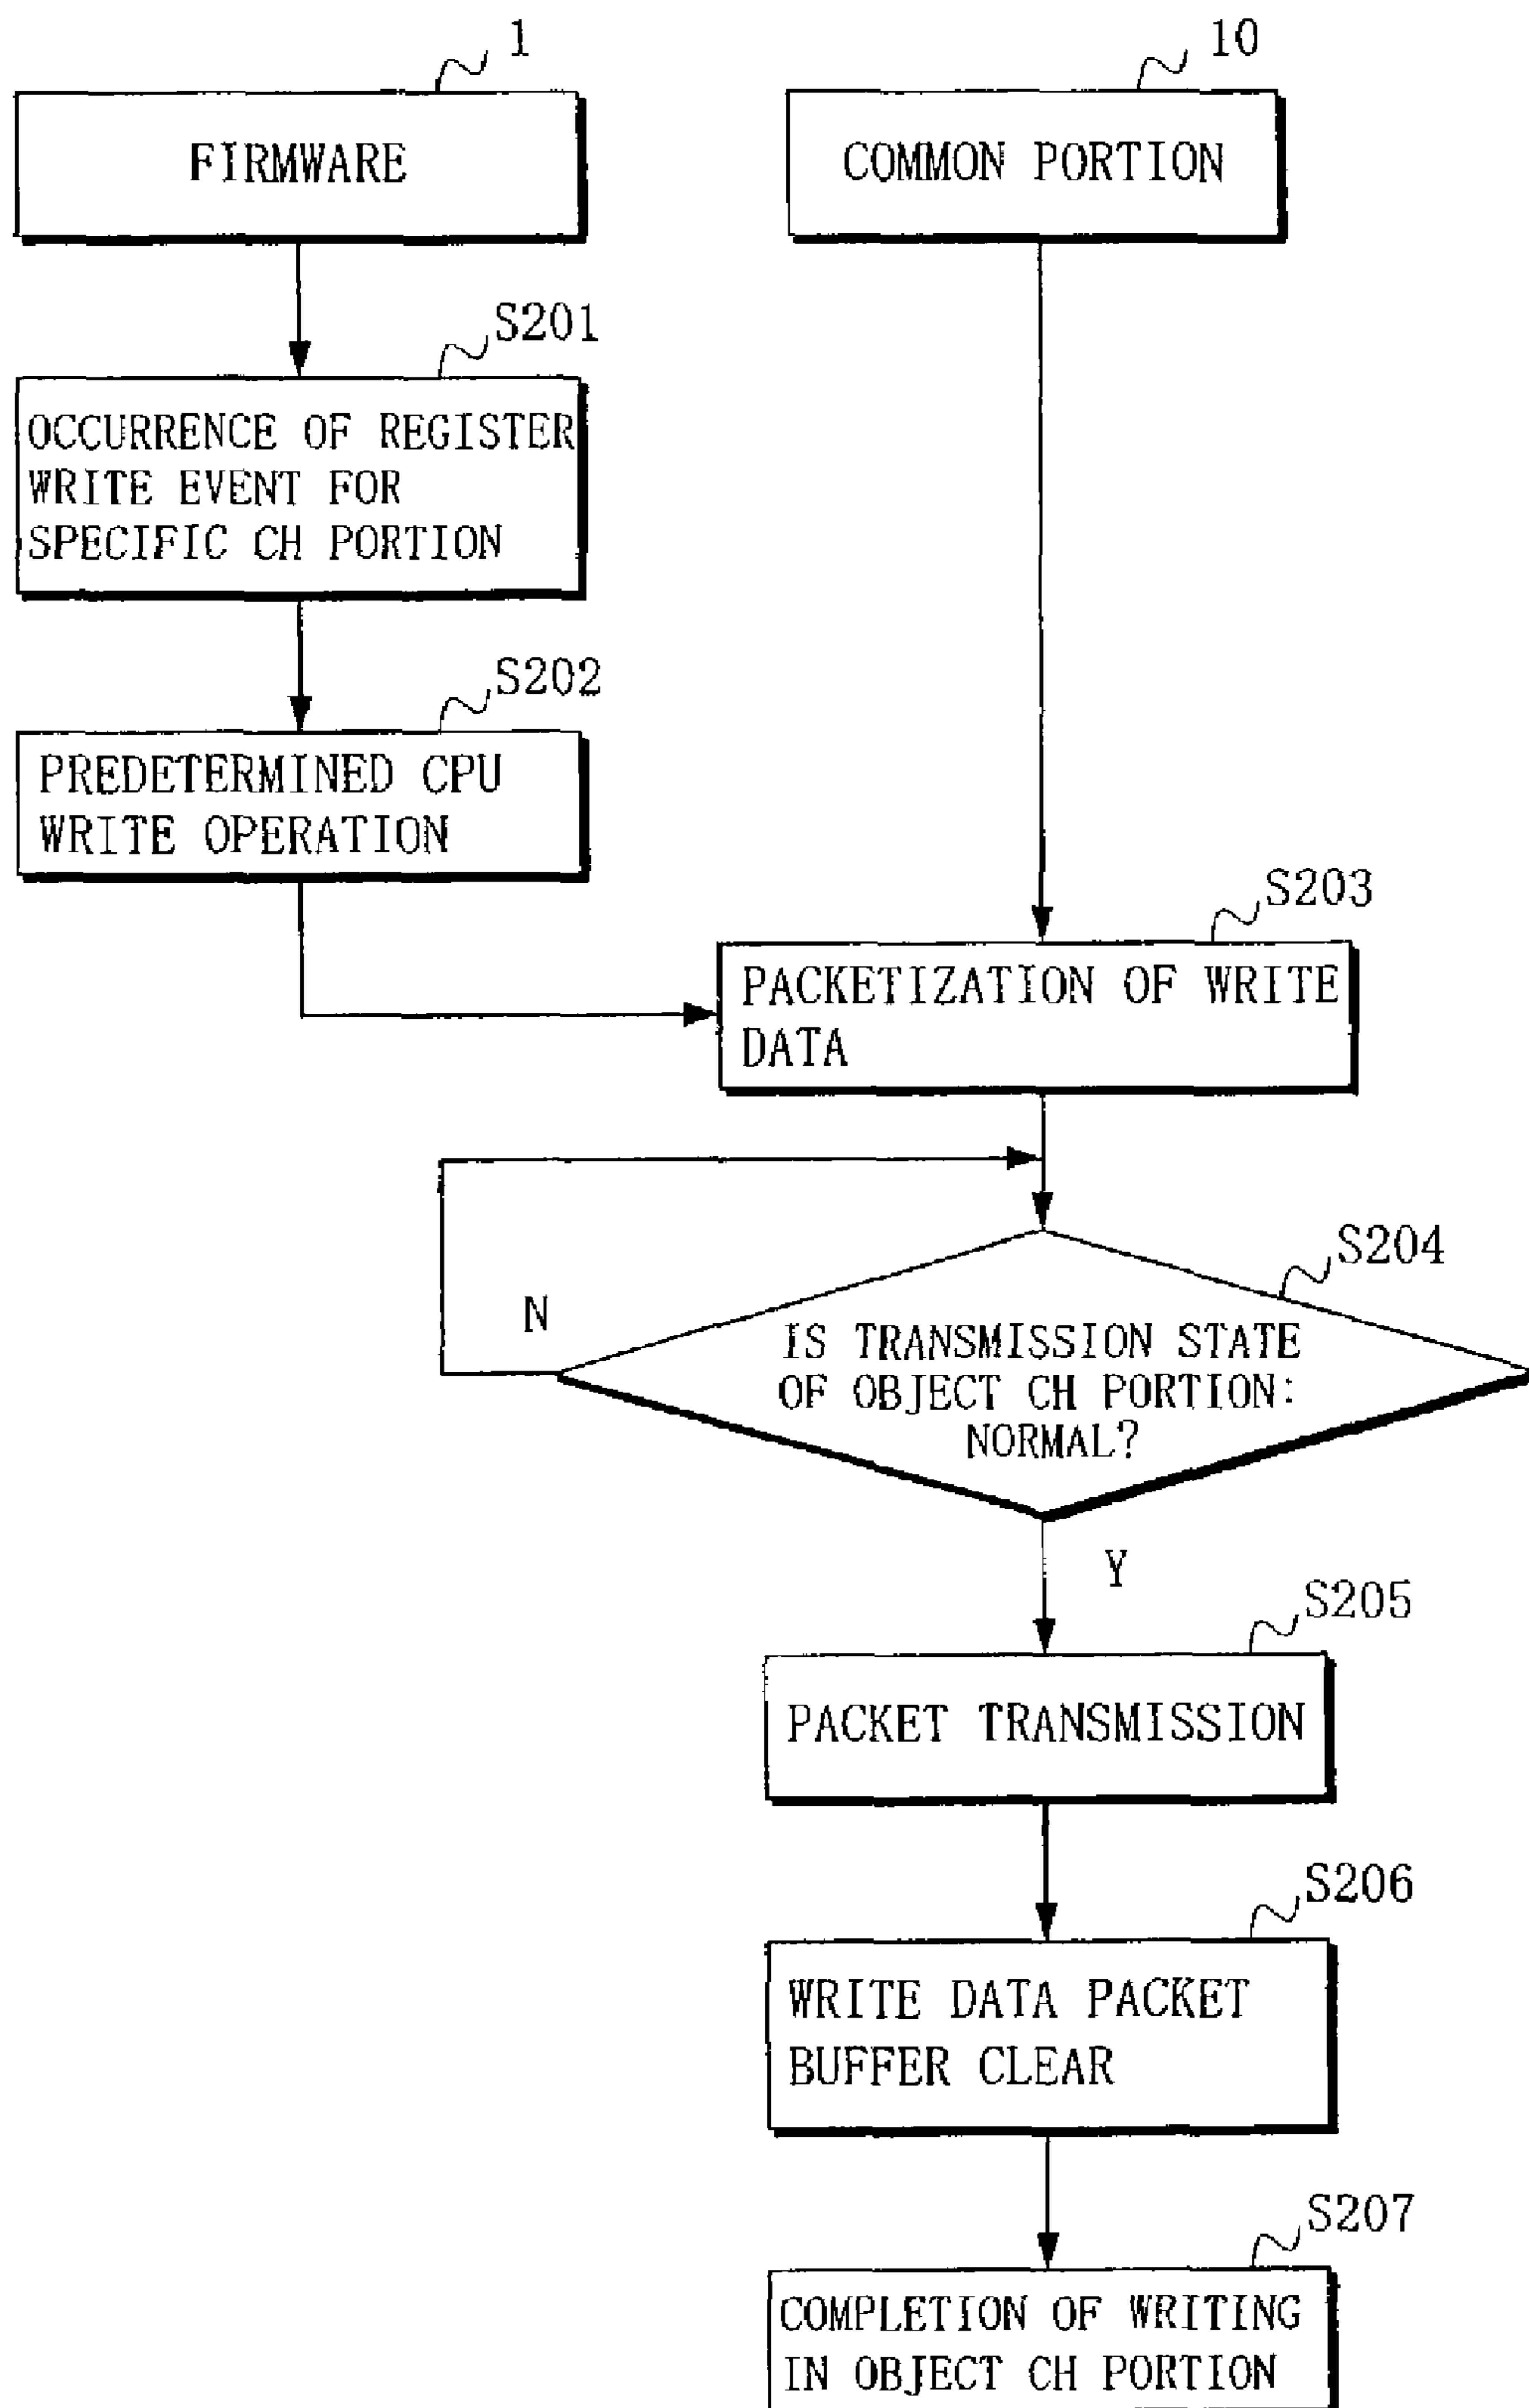 1
10
FIRMWARE
COMMON PORTION
S201
OCCURRENCE OF REGISTER
WRITE EVENT FOR
SPECIFIC CH PORTION
S202
PREDETERMINED CPU
WRITE OPERATION
S203
PACKETIZATION OF WRITE
DATA
S204
N
IS TRANSMISSION STATE
OF OBJECT CH PORTION:
NORMAL?
Y
S205
PACKET TRANSMISSION
S206
WRITE DATA PACKET
BUFFER CLEAR
S207
COMPLETION OF WRITING
IN OBJECT CH PORTION